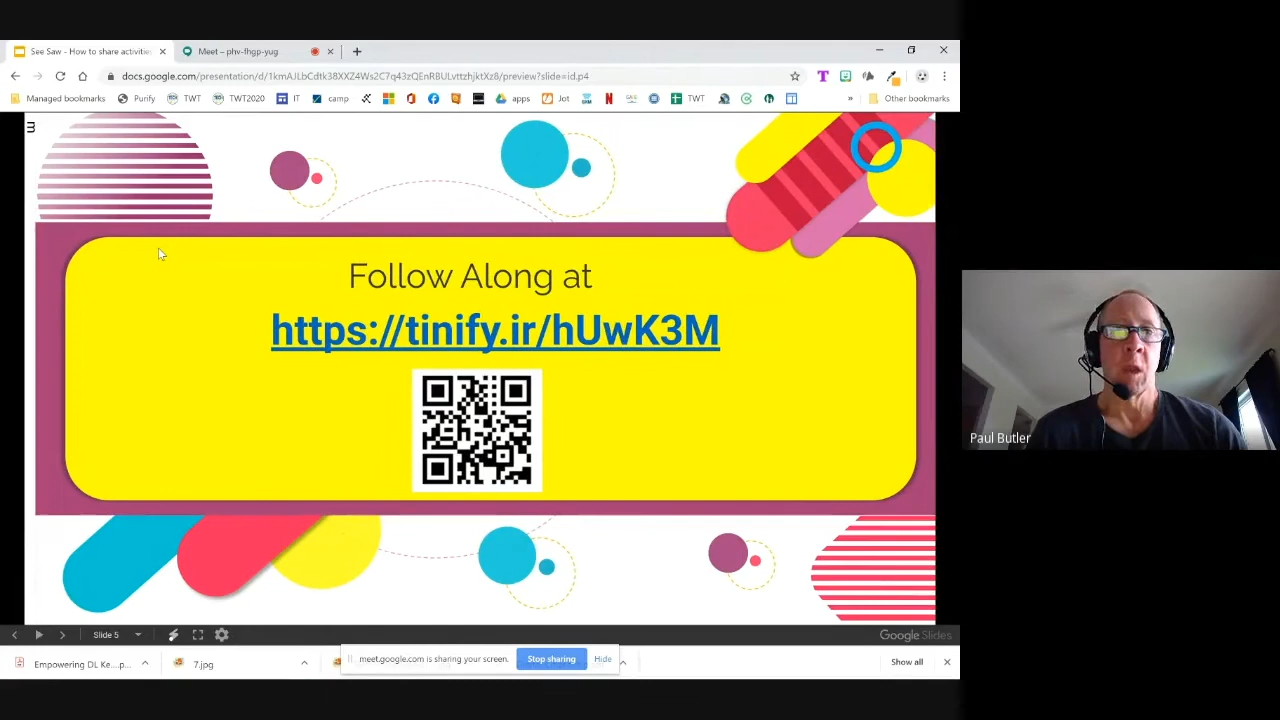 See Saw - How to share activitie
Meet – phv-fhgp-yug
docs.google.com/presentation/d/1kmAJLbCdtk38XXZ4Ws2C7q43zQEnRBULvttzhjktXz8/preview?slide=id.p4
Managed bookmarks
Purify
TWT
TWT2020
IT
camp
apps
Jot
TWT
»
Other bookmarks
m
Follow Along at
https://tinify.ir/hUwK3M
Paul Butler
Slide 5
Google Slides
Empowering DL Ke....p...
7.jpg
meet.google.com is sharing your screen.
Stop sharing
Hide
Show all